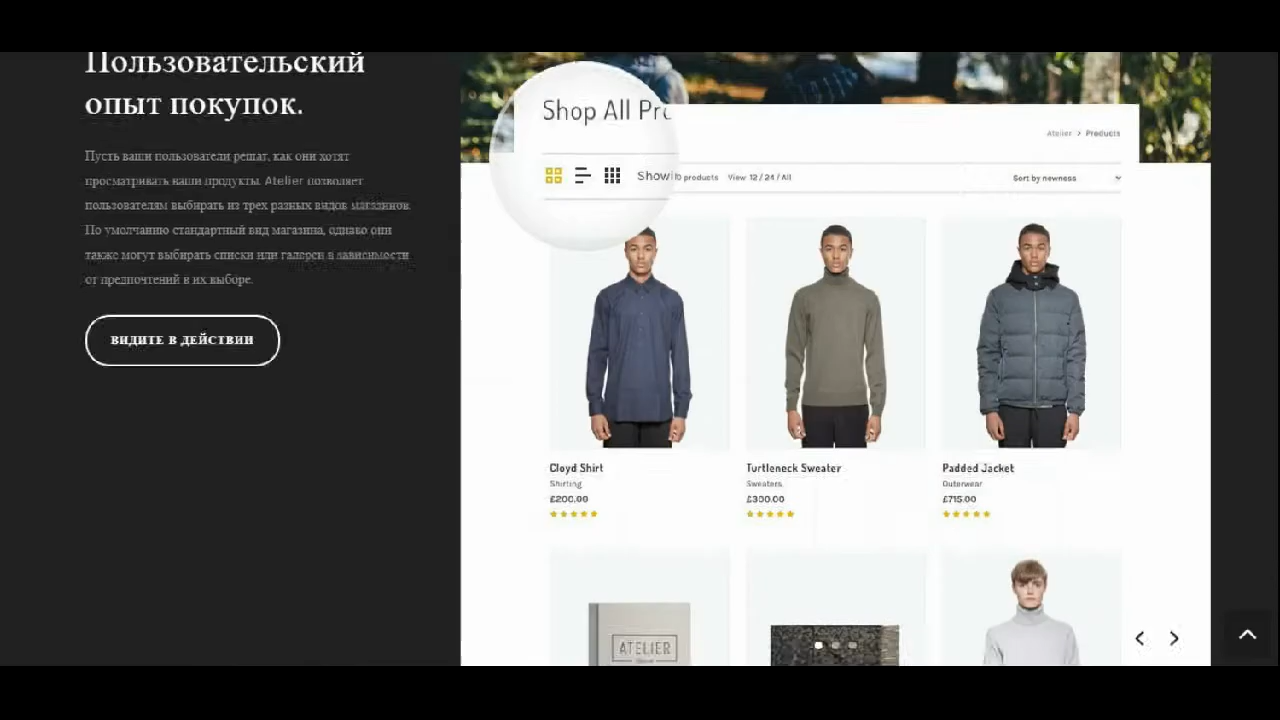 Пользовательский
опыт покупок.
Пусть ваши пользователи решат, как они хотят
просматривать ваши продукты. Atelier позволяет
пользователям выбирать из трех разных видов магазинов.
По умолчанию стандартный вид магазина, однако они
также могут выбирать списки или галереи в зависимости
от предпочтений в их выборе.
ВИДИТЕ В ДЕЙСТВИИ
Shop All Pro
Atelier > Products
Showi 10 products View 12 / 24 / All
Sort by newness
Cloyd Shirt
Shirting
£200.00
Turtleneck Sweater
Sweaters
£300.00
Padded Jacket
Outerwear
£715.00
ATELIER